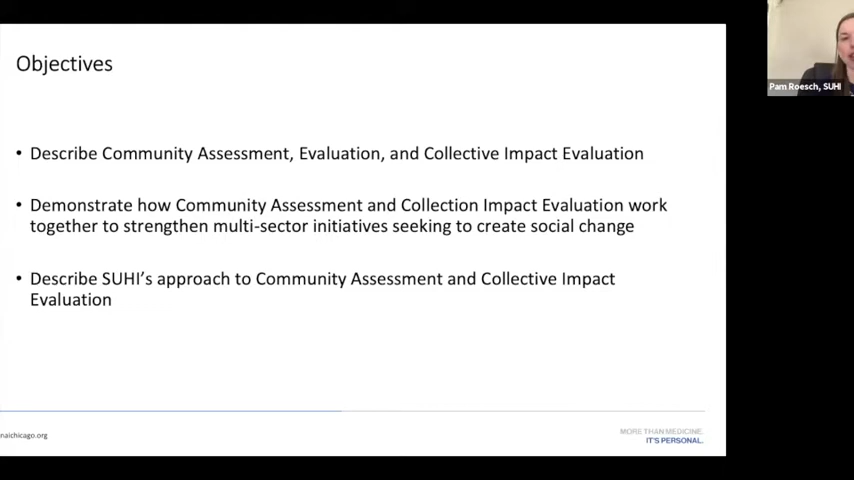 Objectives
Pam Roesch, SUHI
• Describe Community Assessment, Evaluation, and Collective Impact Evaluation
• Demonstrate how Community Assessment and Collection Impact Evaluation work
together to strengthen multi-sector initiatives seeking to create social change
• Describe SUHI's approach to Community Assessment and Collective Impact
Evaluation
naichicago.org
MORE THAN MEDICINE.
IT'S PERSONAL.